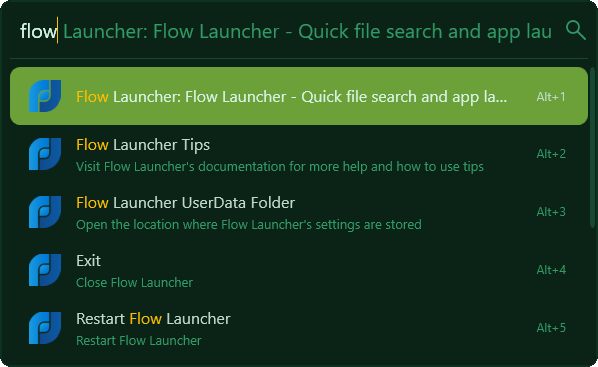 flow Launcher: Flow Launcher - Quick file search and app lau
Flow Launcher: Flow Launcher - Quick file search and app la... Alt+1
Flow Launcher Tips
Visit Flow Launcher's documentation for more help and how to use tips
Alt+2
Flow Launcher UserData Folder
Open the location where Flow Launcher's settings are stored
Alt+3
Exit
Close Flow Launcher
Alt+4
Restart Flow Launcher
Restart Flow Launcher
Alt+5